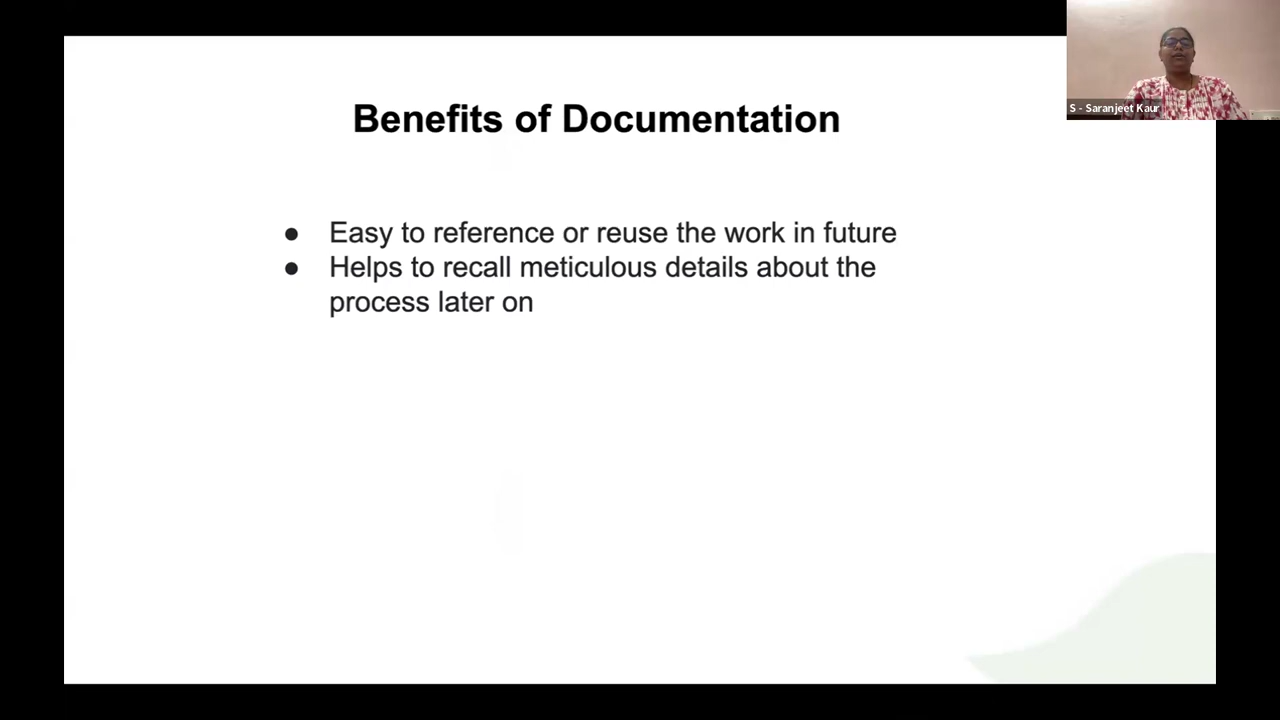 Benefits of Documentation
S - Saranjeet Kaur
● Easy to reference or reuse the work in future
● Helps to recall meticulous details about the
process later on